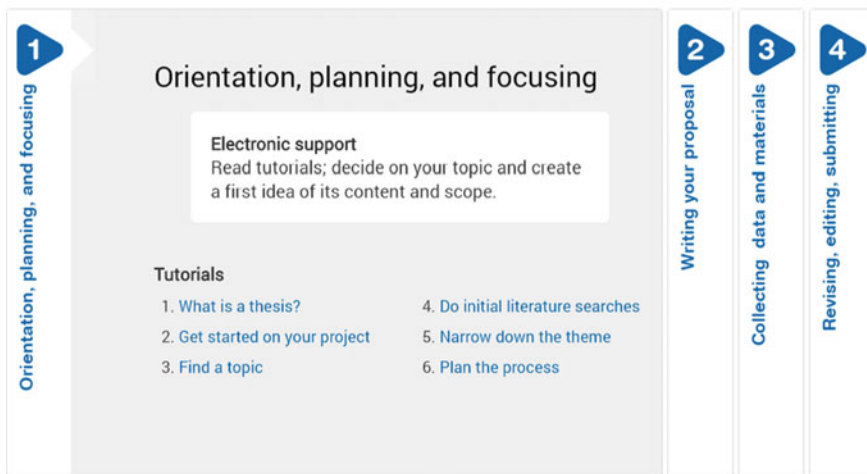 1
Orientation, planning, and focusing
Orientation, planning, and focusing
Electronic support
Read tutorials; decide on your topic and create
a first idea of its content and scope.
Tutorials
1. What is a thesis?
2. Get started on your project
3. Find a topic
4. Do initial literature searches
5. Narrow down the theme
6. Plan the process
2
Writing your proposal
3
Collecting data and materials
4
Revising, editing, submitting